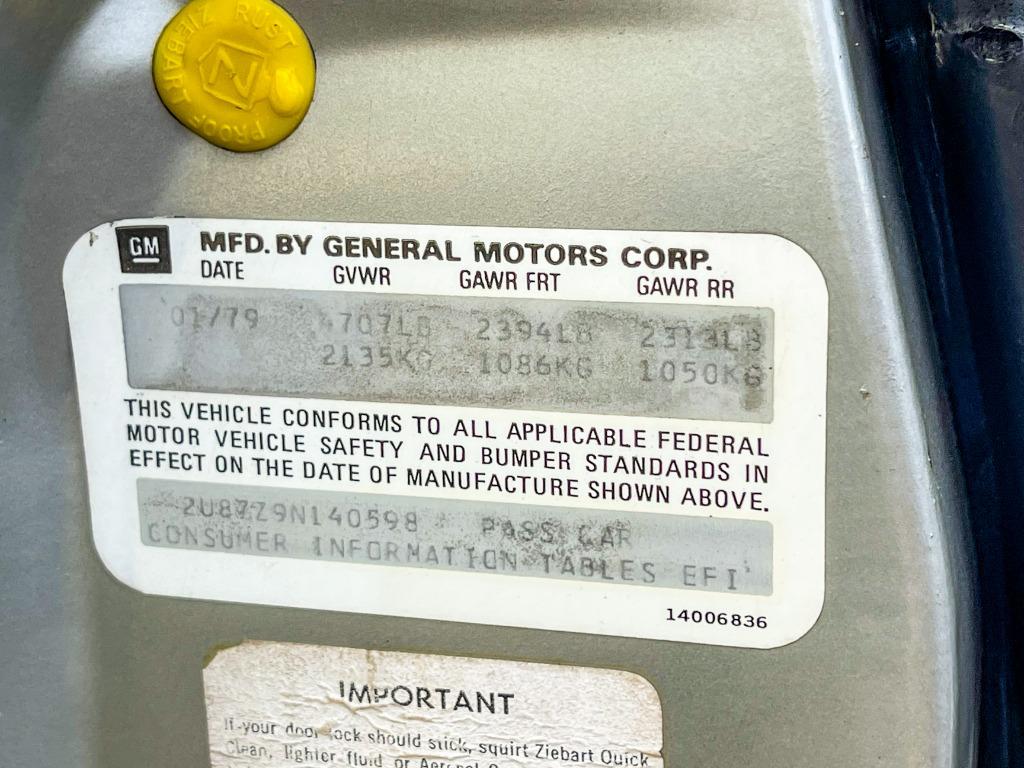 ZIEBART RUST
PROOF
GM
MFD. BY GENERAL MOTORS CORP.
DATE GVWR GAWR FRT GAWR RR
01/79 4707LB 2394LB 2313LB
2135KG 1086KG 1050KG
THIS VEHICLE CONFORMS TO ALL APPLICABLE FEDERAL
MOTOR VEHICLE SAFETY AND BUMPER STANDARDS IN
EFFECT ON THE DATE OF MANUFACTURE SHOWN ABOVE.
2U87Z9N140598 PASS CAR
CONSUMER INFORMATION TABLES EFI
14006836
IMPORTANT
If your door lock should stick, squirt Ziebart Quick
Clean, lighter fluid or